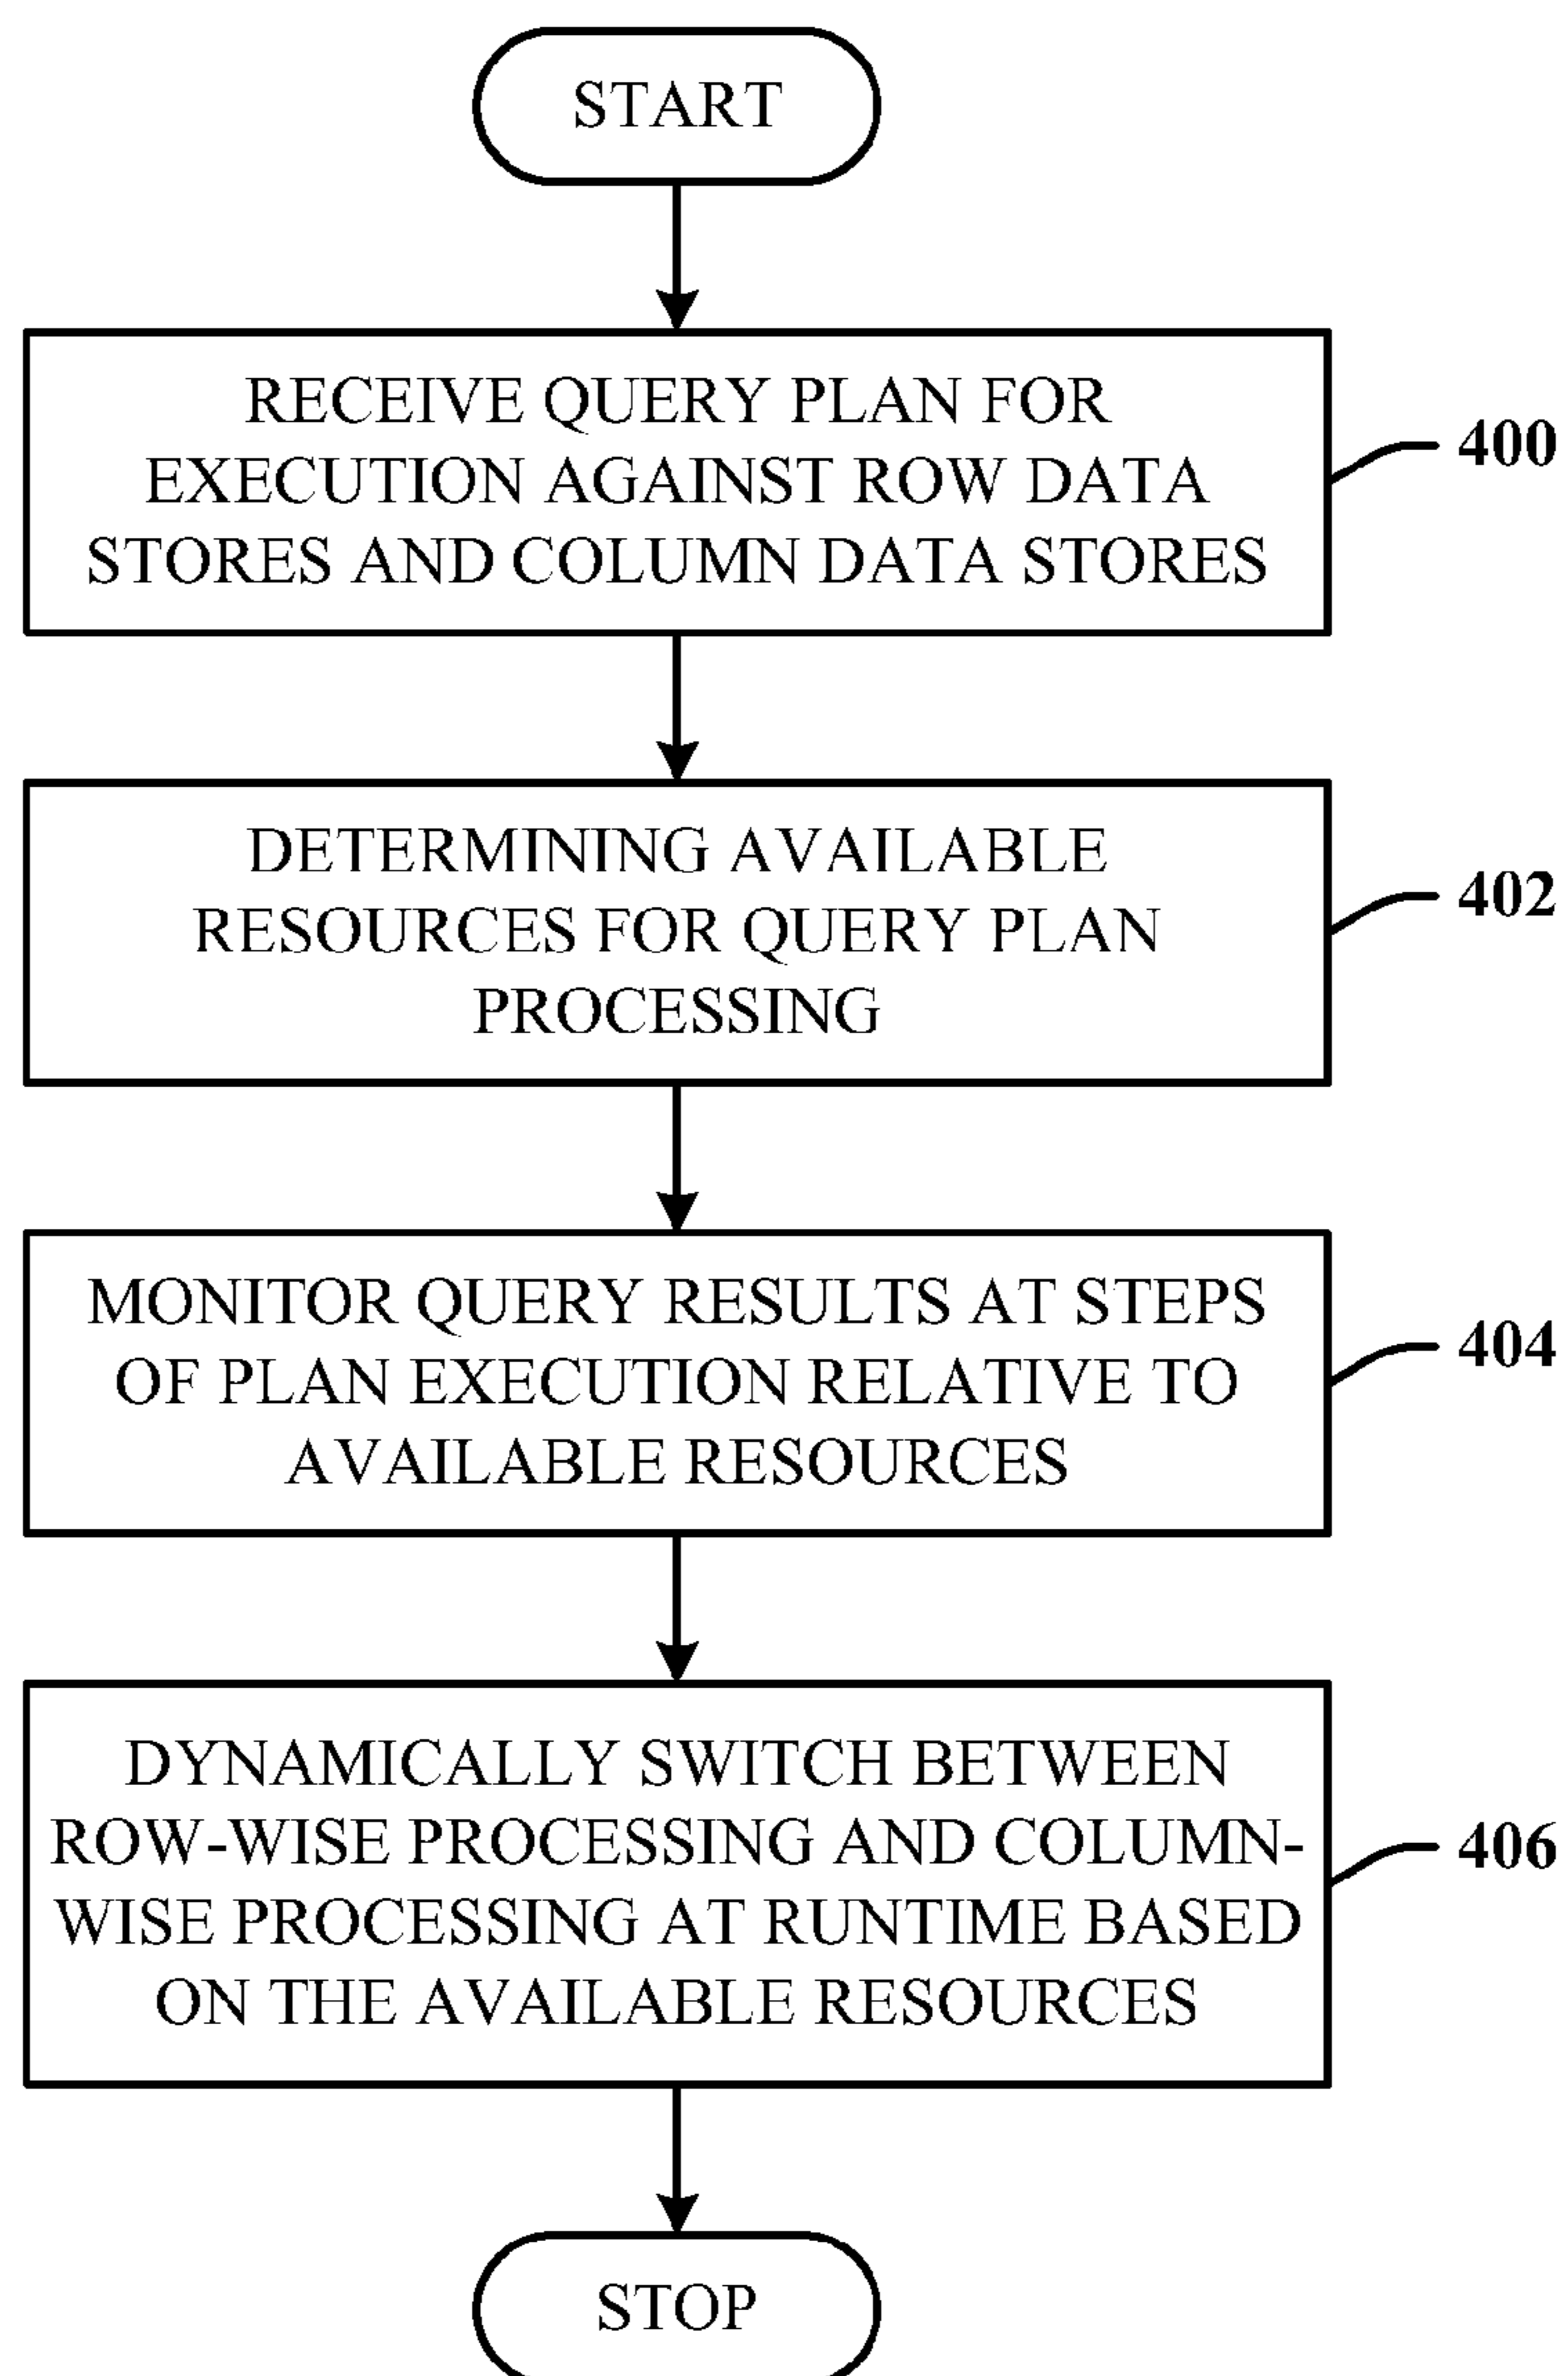 START
RECEIVE QUERY PLAN FOR
EXECUTION AGAINST ROW DATA
STORES AND COLUMN DATA STORES
400
DETERMINING AVAILABLE
RESOURCES FOR QUERY PLAN
PROCESSING
402
MONITOR QUERY RESULTS AT STEPS
OF PLAN EXECUTION RELATIVE TO
AVAILABLE RESOURCES
404
DYNAMICALLY SWITCH BETWEEN
ROW-WISE PROCESSING AND COLUMN-
WISE PROCESSING AT RUNTIME BASED
ON THE AVAILABLE RESOURCES
406
STOP